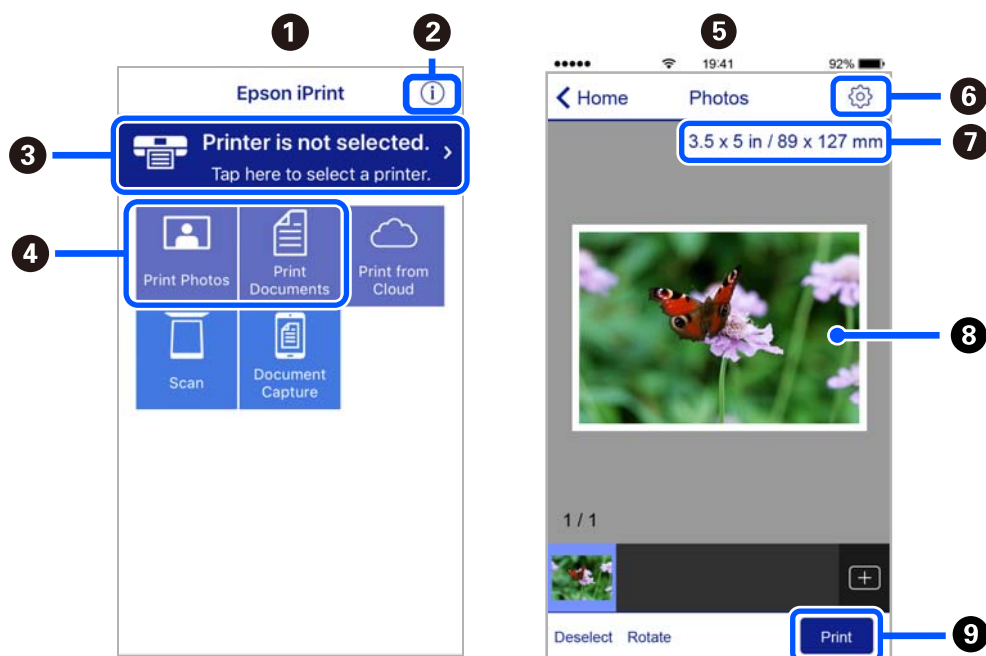 1
2
Epson iPrint
3
Printer is not selected.
Tap here to select a printer.
4
Print Photos
Print
Documents
Print from
Cloud
Scan
Document
Capture
5
19:41
92%
Home
Photos
6
3.5 x 5 in / 89 x 127 mm
7
8
1 / 1
Deselect
Rotate
Print
9